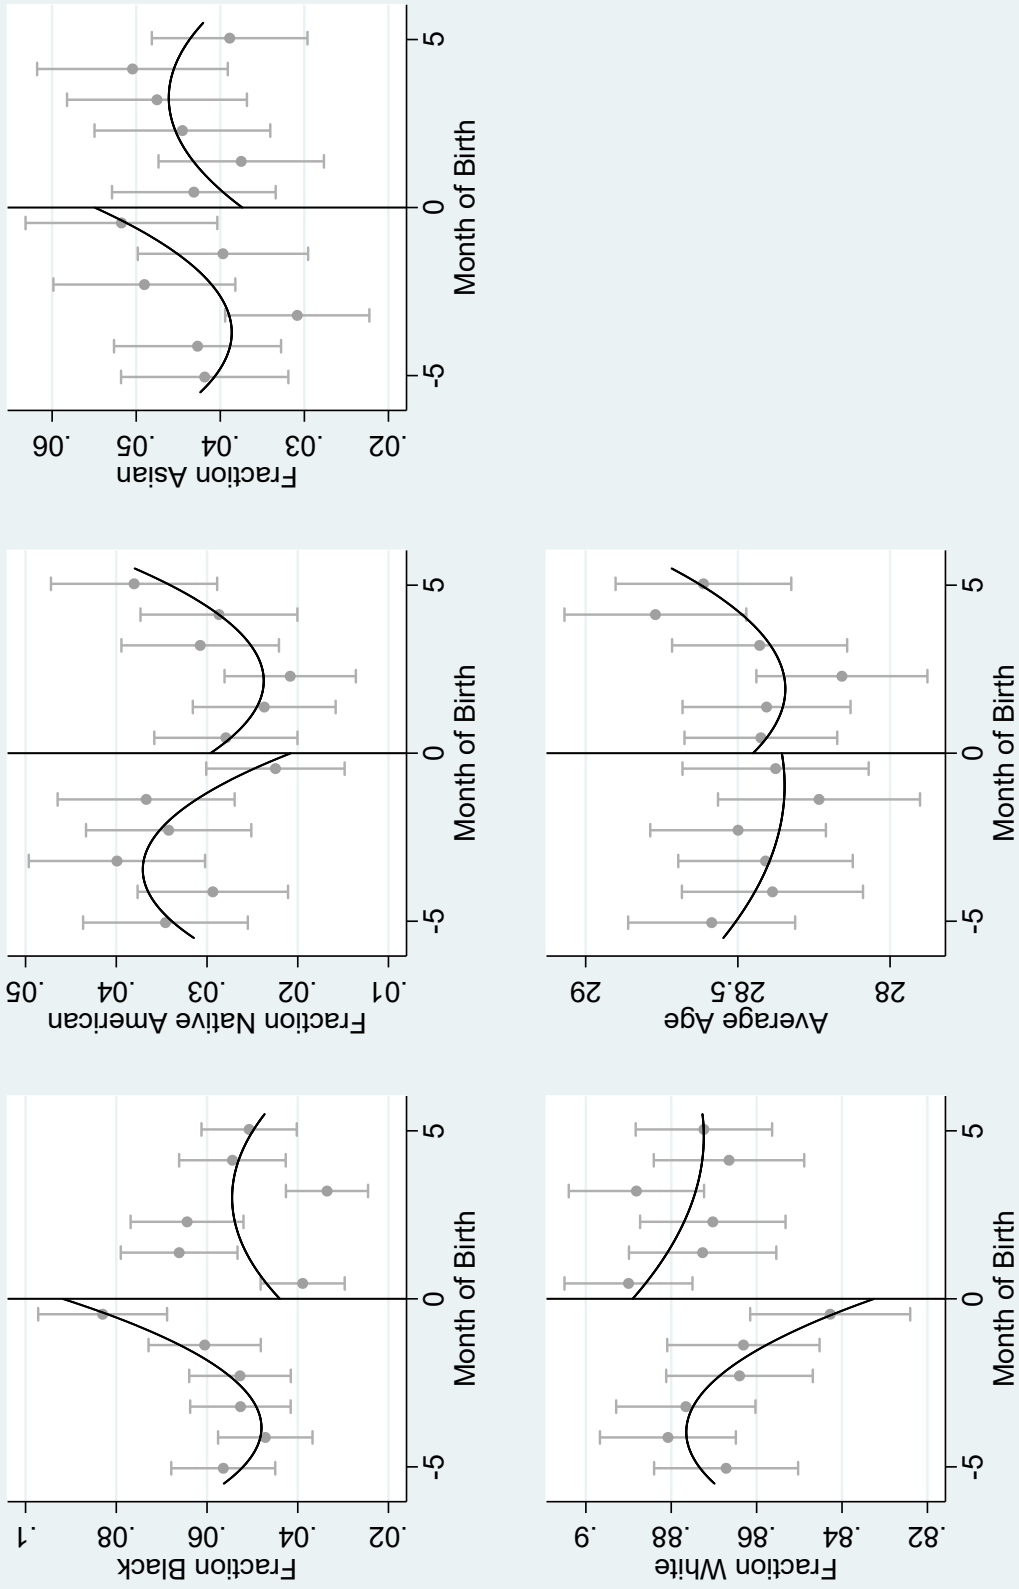 Fraction Black
.02 .04 .06 .08 .1
-5 0 5
Month of Birth
Fraction Native American
.01 .02 .03 .04 .05
-5 0 5
Month of Birth
Fraction Asian
.02 .03 .04 .05 .06
-5 0 5
Month of Birth
Fraction White
.82 .84 .86 .88 .9
-5 0 5
Month of Birth
Average Age
28 28.5 29
-5 0 5
Month of Birth